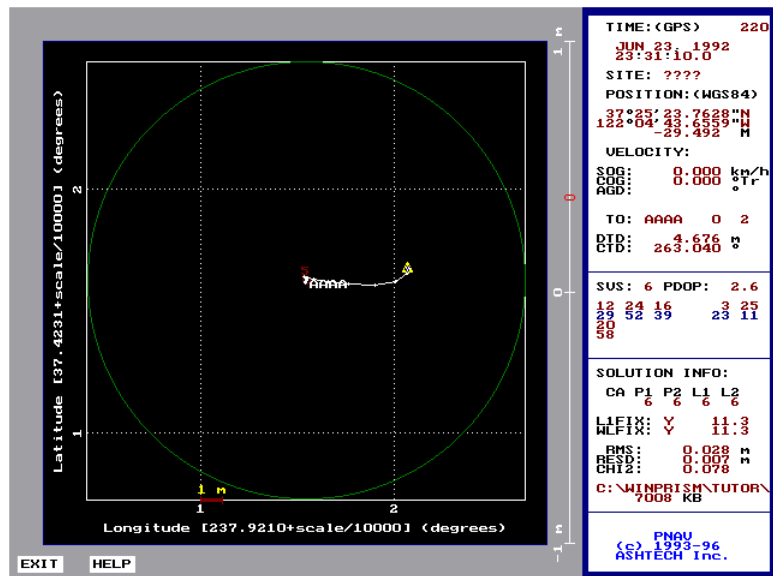 1 m
2
S
AAAA
0
0
1
1 m
1
2
Latitude [37.4231+scale/10000] (degrees)
Longitude [237.9210+scale/10000] (degrees)
-1 m
EXIT HELP
TIME:(GPS) 220
JUN 23, 1992
23:31:10.0
SITE: ????
POSITION:(WGS84)
37°25'23.7628"N
122°04'43.6559"W
-29.492 M
VELOCITY:
SOG: 0.000 km/h
COG: 0.000 °Tr
AGD: °
TO: AAAA 0 2
DTD: 4.676 m
CTD: 263.040 °
SVS: 6 PDOP: 2.6
12 24 16 3 25
29 52 39 23 11
20
58
SOLUTION INFO:
CA P1 P2 L1 L2
6 6 6 6
L1FIX: Y 11.3
WLFIX: Y 11.3
RMS: 0.028 m
RESD: 0.007 m
CHI2: 0.078
C:\WINPRISM\TUTOR\
7008 KB
PNAV
(c) 1993-96
ASHTECH Inc.